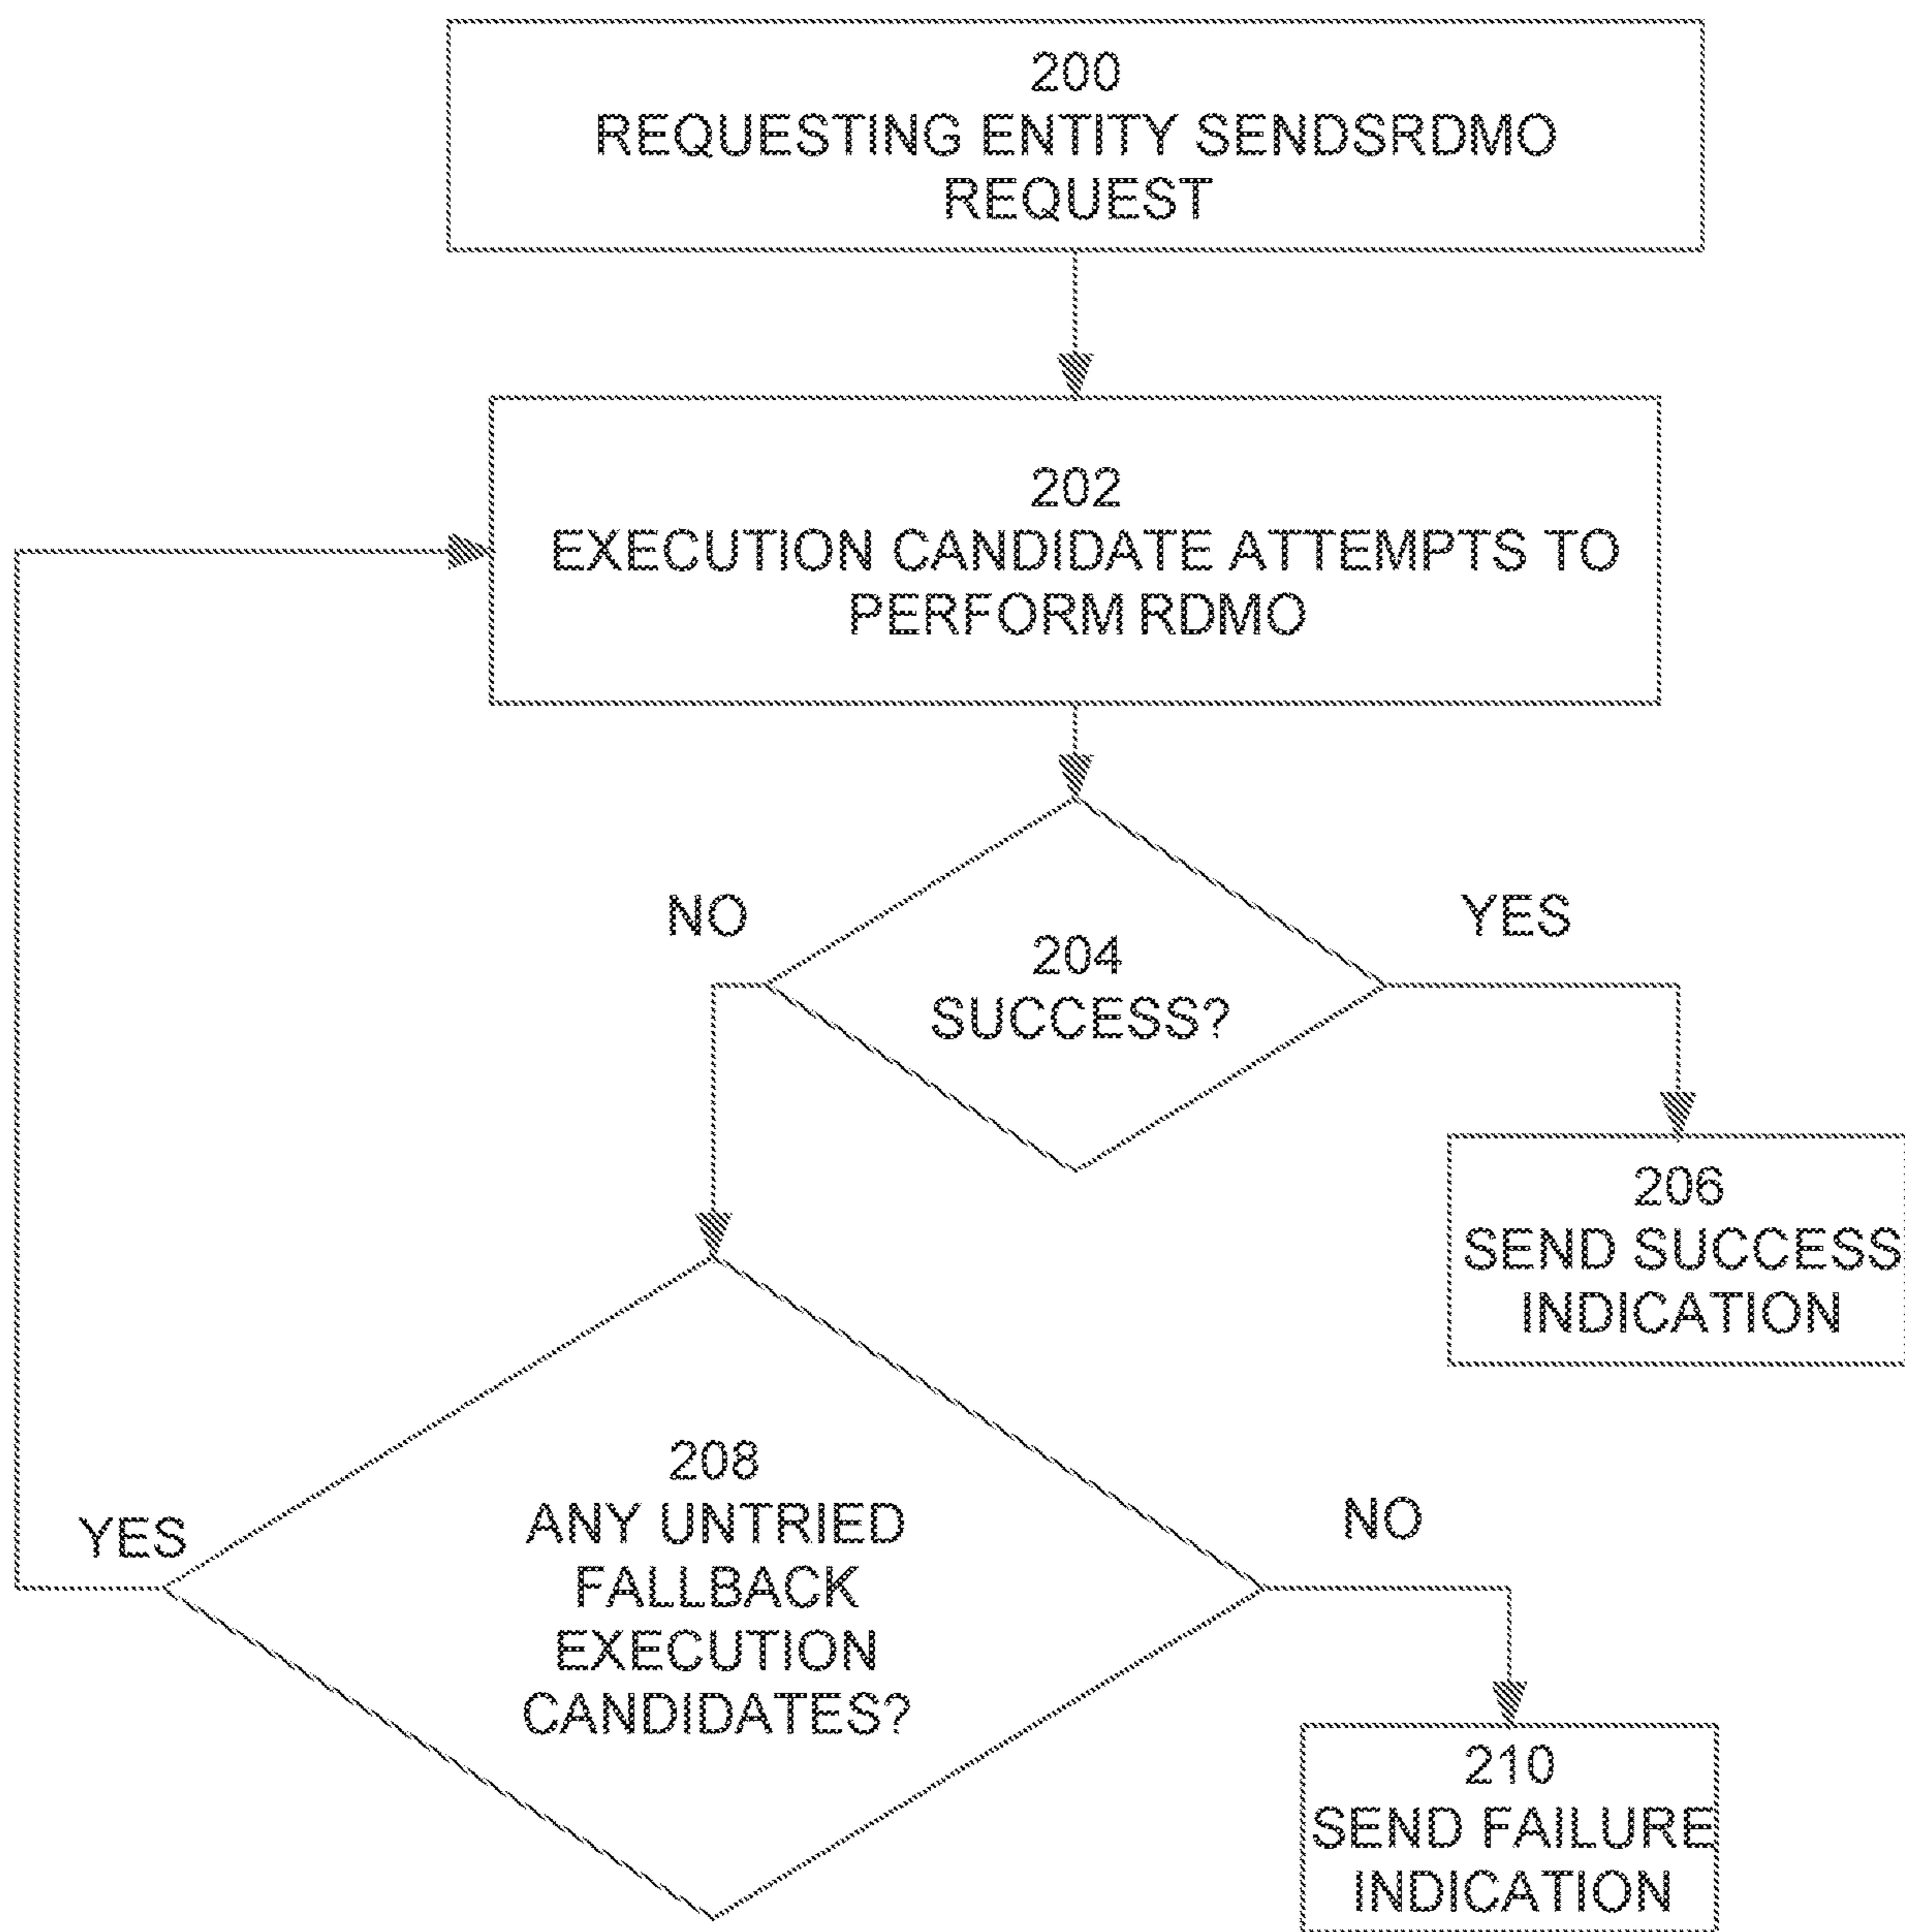 200
REQUESTING ENTITY SENDSRDMO
REQUEST
202
EXECUTION CANDIDATE ATTEMPTS TO
PERFORM RDMO
NO
YES
204
SUCCESS?
206
SEND SUCCESS
INDICATION
208
ANY UNTRIED
FALLBACK
EXECUTION
CANDIDATES?
YES
NO
210
SEND FAILURE
INDICATION